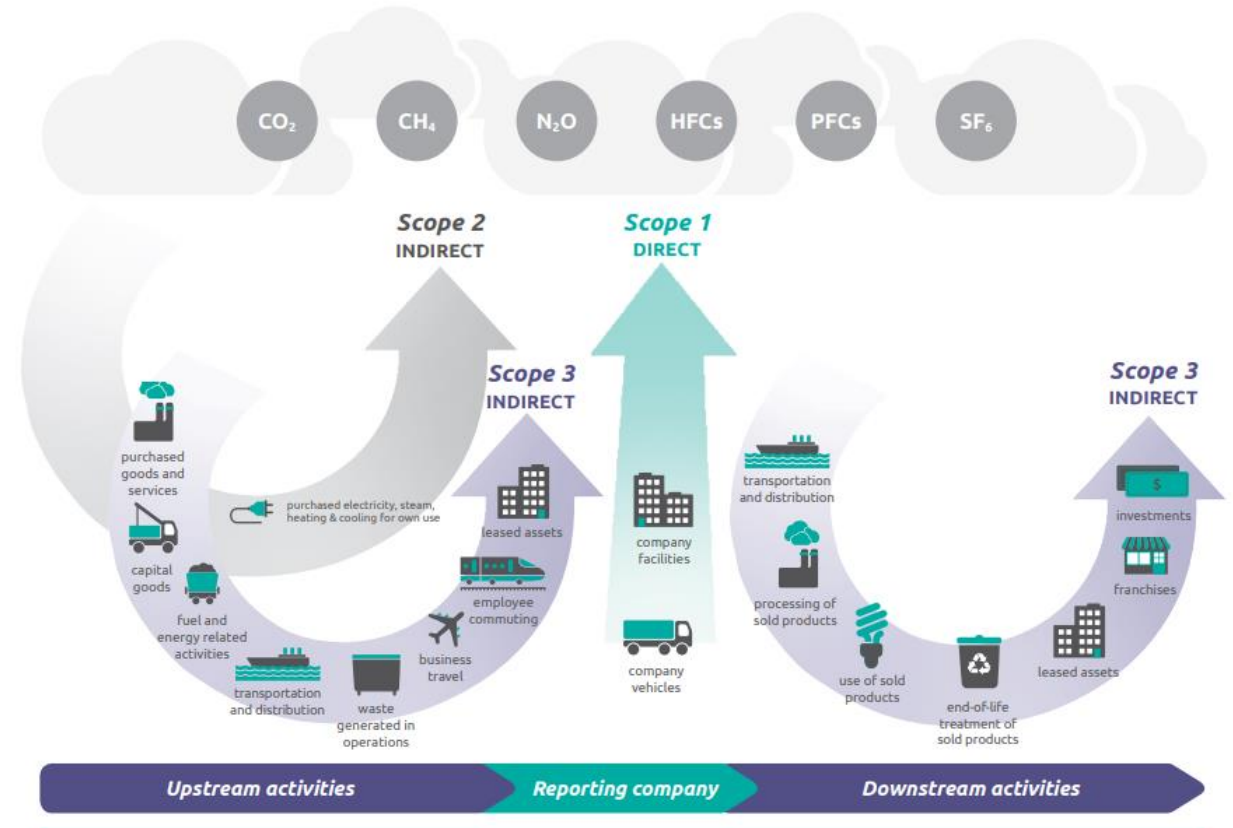 CO₂
CH₄
N₂O
HFCs
PFCs
SF₆
Scope 2
INDIRECT
Scope 1
DIRECT
Scope 3
INDIRECT
Scope 3
INDIRECT
purchased
goods and
services
capital
goods
fuel and
energy related
activities
purchased electricity, steam,
heating & cooling for own use
transportation
and distribution
waste
generated in
operations
business
travel
employee
commuting
leased assets
company
facilities
company
vehicles
transportation
and distribution
processing of
sold products
use of sold
products
end-of-life
treatment of
sold products
leased assets
franchises
$
investments
Upstream activities
Reporting company
Downstream activities